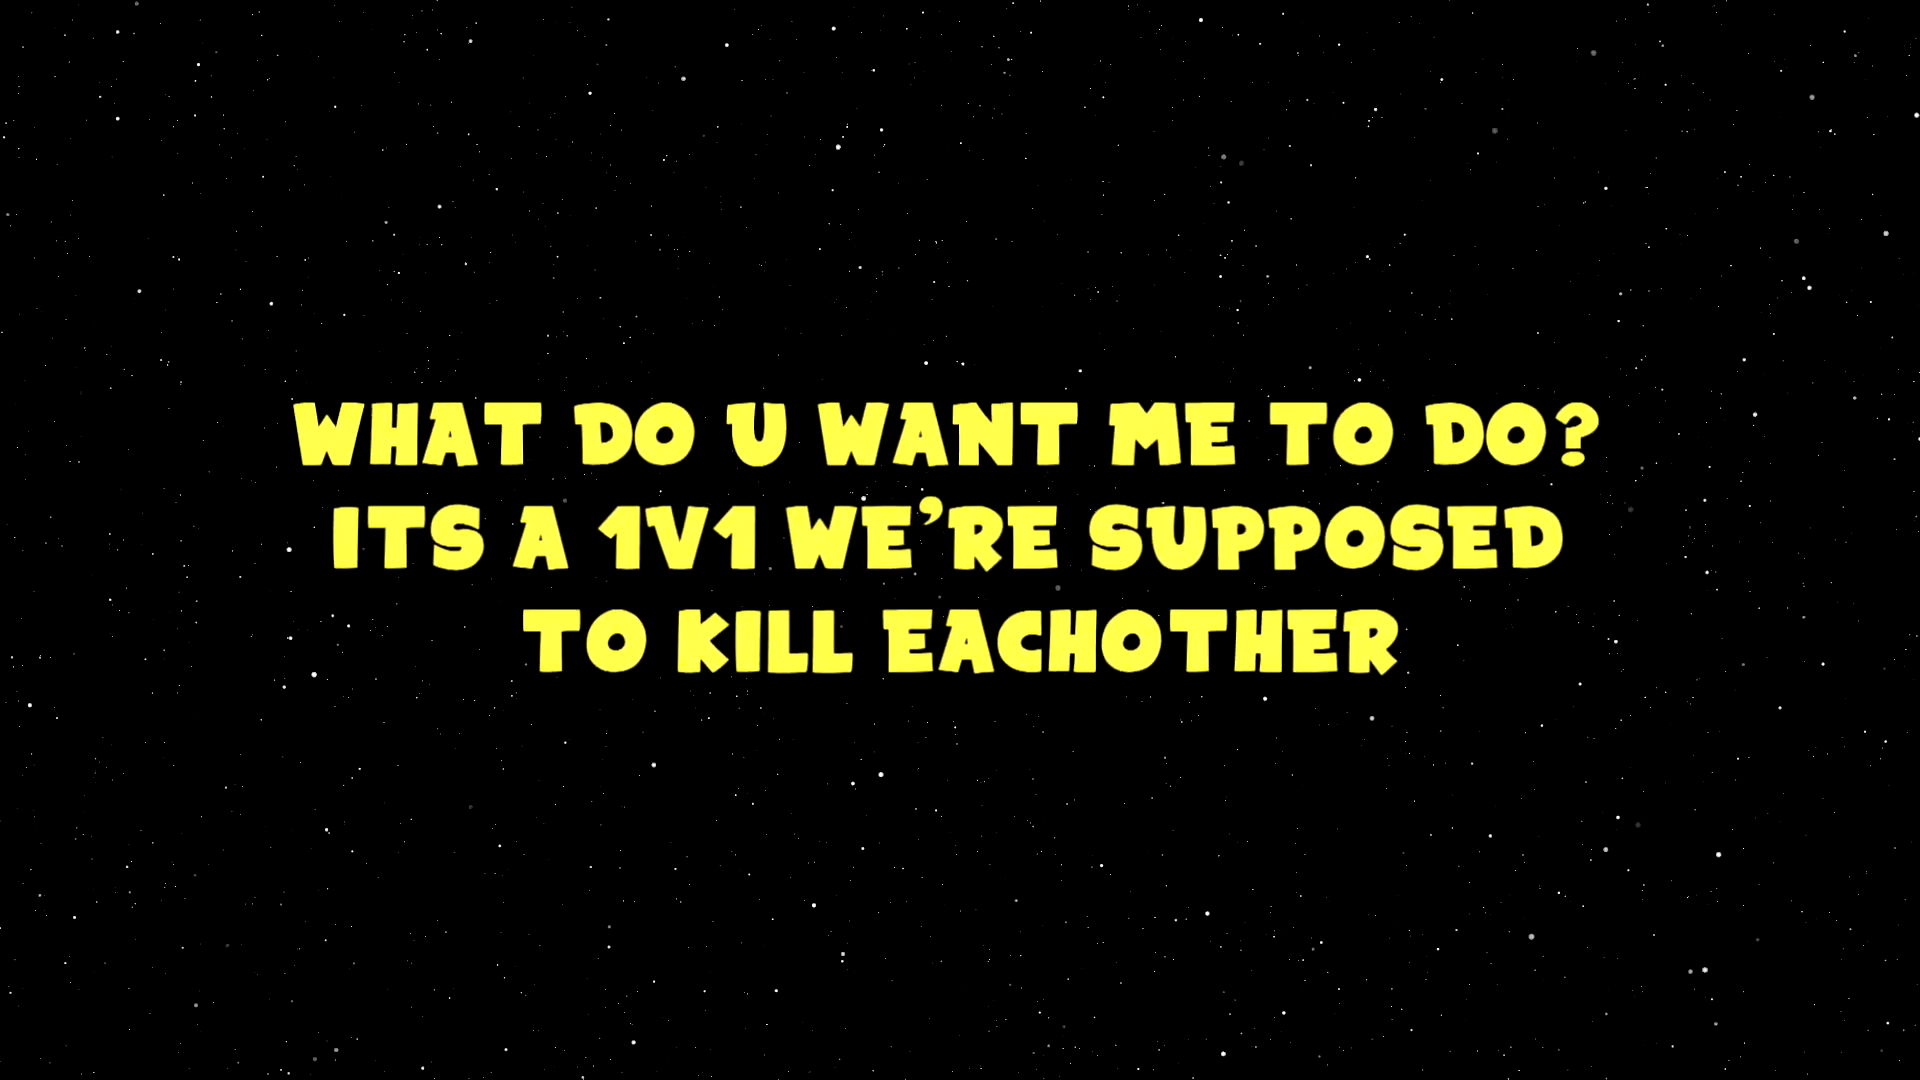 WHAT DO U WANT ME TO DO?
ITS A 1V1 WE’RE SUPPOSED
TO KILL EACHOTHER